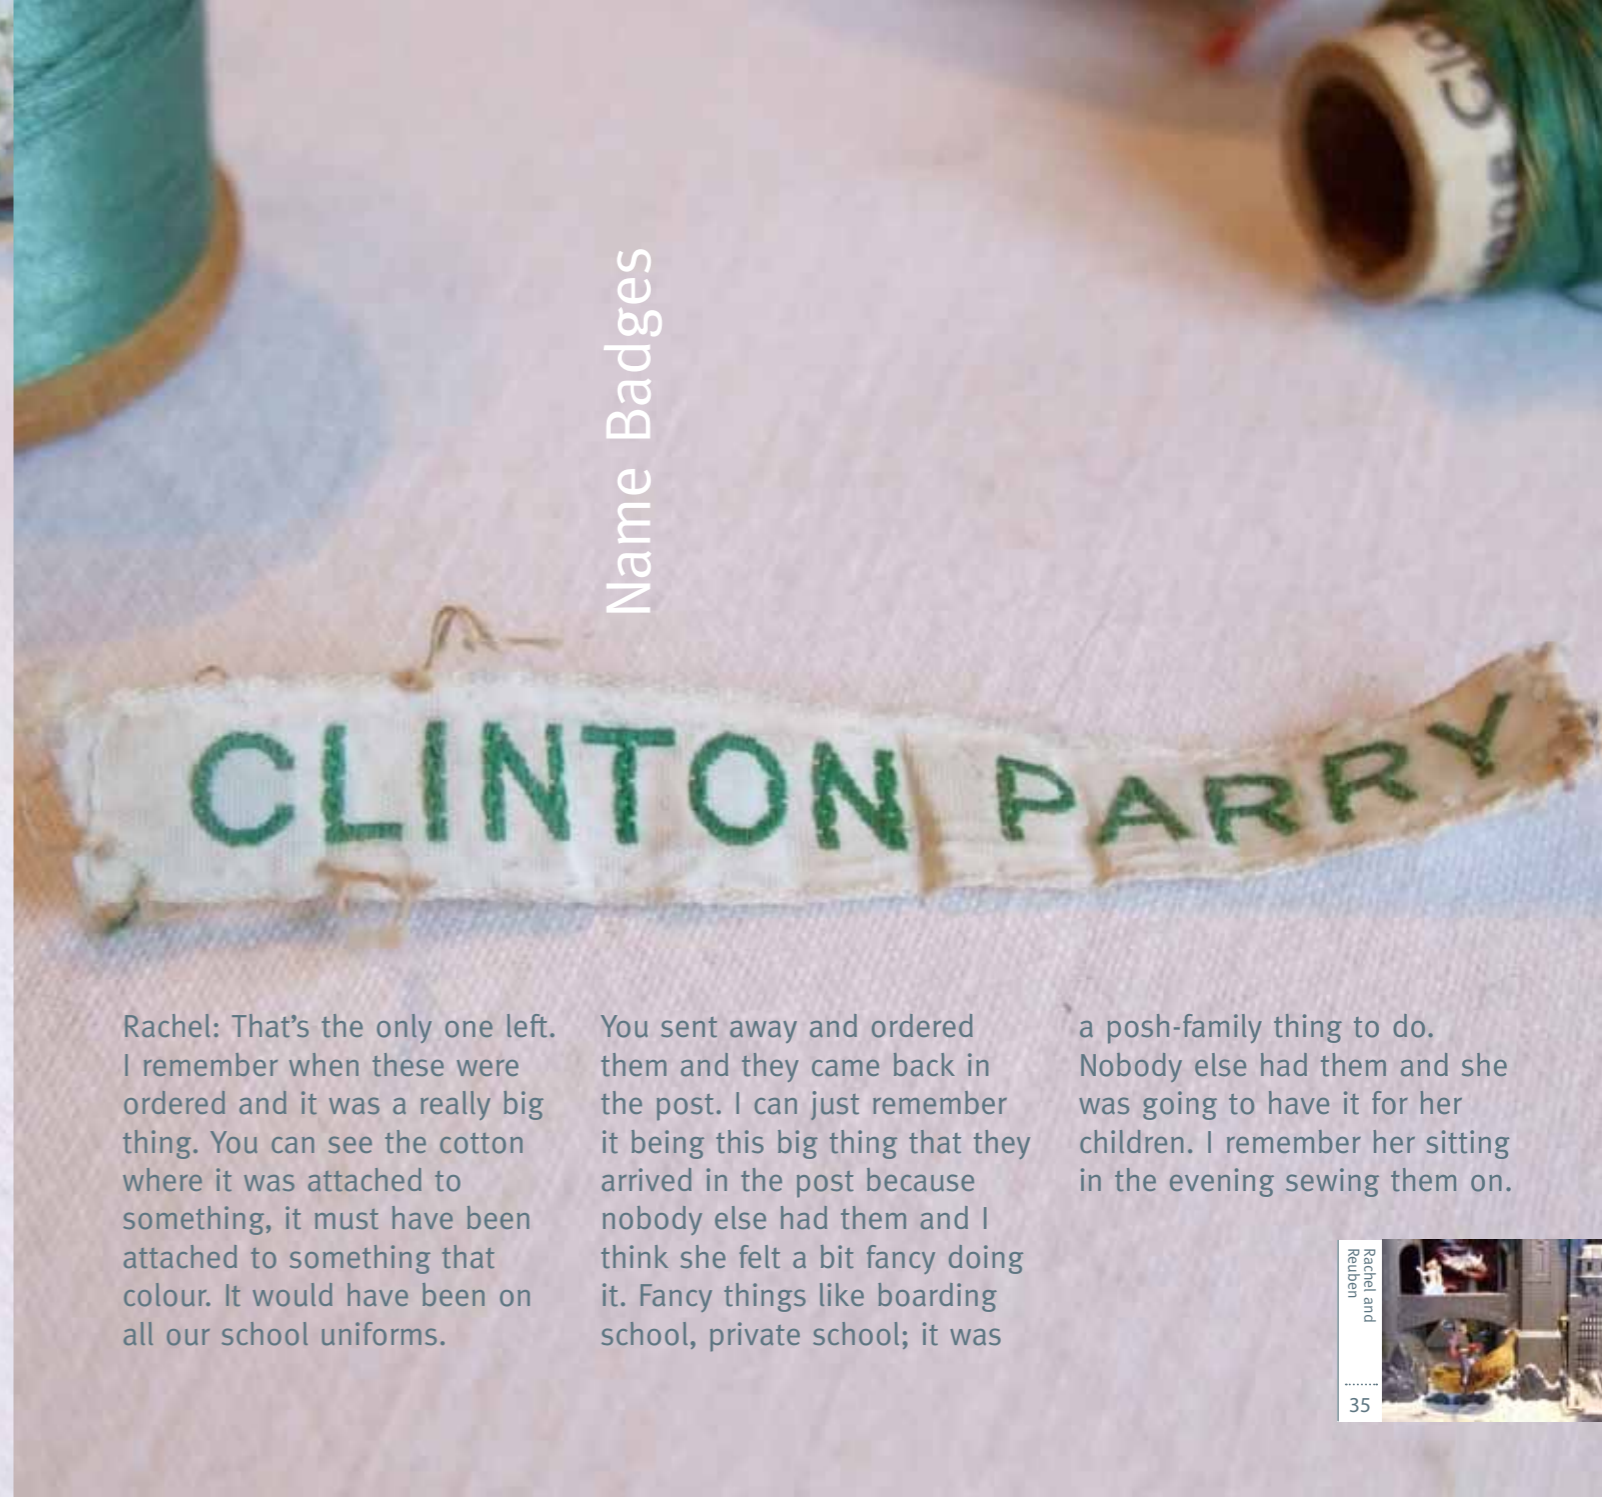 Name Badges
CLINTON PARRY
Rachel: That’s the only one left.
I remember when these were
ordered and it was a really big
thing. You can see the cotton
where it was attached to
something, it must have been
attached to something that
colour. It would have been on
all our school uniforms.
You sent away and ordered
them and they came back in
the post. I can just remember
it being this big thing that they
arrived in the post because
nobody else had them and I
think she felt a bit fancy doing
it. Fancy things like boarding
school, private school; it was
a posh-family thing to do.
Nobody else had them and she
was going to have it for her
children. I remember her sitting
in the evening sewing them on.
Rachel and
Reuben
35